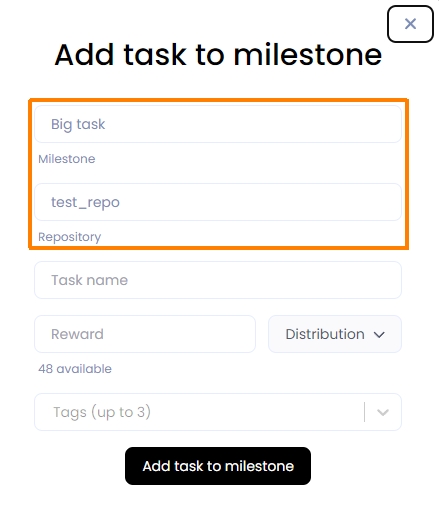 Add task to milestone
Big task
Milestone
test_repo
Repository
Task name
Reward
Distribution
48 available
Tags (up to 3)
Add task to milestone